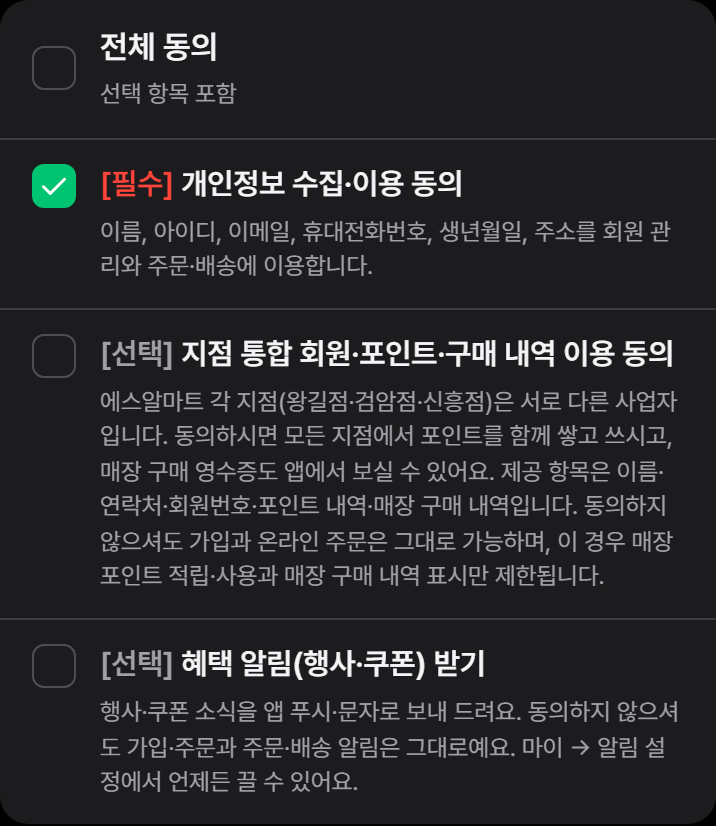 전체 동의
선택 항목 포함
[필수] 개인정보 수집·이용 동의
이름, 아이디, 이메일, 휴대전화번호, 생년월일, 주소를 회원 관
리와 주문·배송에 이용합니다.
[선택] 지점 통합 회원·포인트·구매 내역 이용 동의
에스알마트 각 지점(왕길점·검암점·신흥점)은 서로 다른 사업자
입니다. 동의하시면 모든 지점에서 포인트를 함께 쌓고 쓰시고,
매장 구매 영수증도 앱에서 보실 수 있어요. 제공 항목은 이름·
연락처·회원번호·포인트 내역·매장 구매 내역입니다. 동의하지
않으셔도 가입과 온라인 주문은 그대로 가능하며, 이 경우 매장
포인트 적립·사용과 매장 구매 내역 표시만 제한됩니다.
[선택] 혜택 알림(행사·쿠폰) 받기
행사·쿠폰 소식을 앱 푸시·문자로 보내 드려요. 동의하지 않으셔
도 가입·주문과 주문·배송 알림은 그대로예요. 마이 → 알림 설
정에서 언제든 끌 수 있어요.